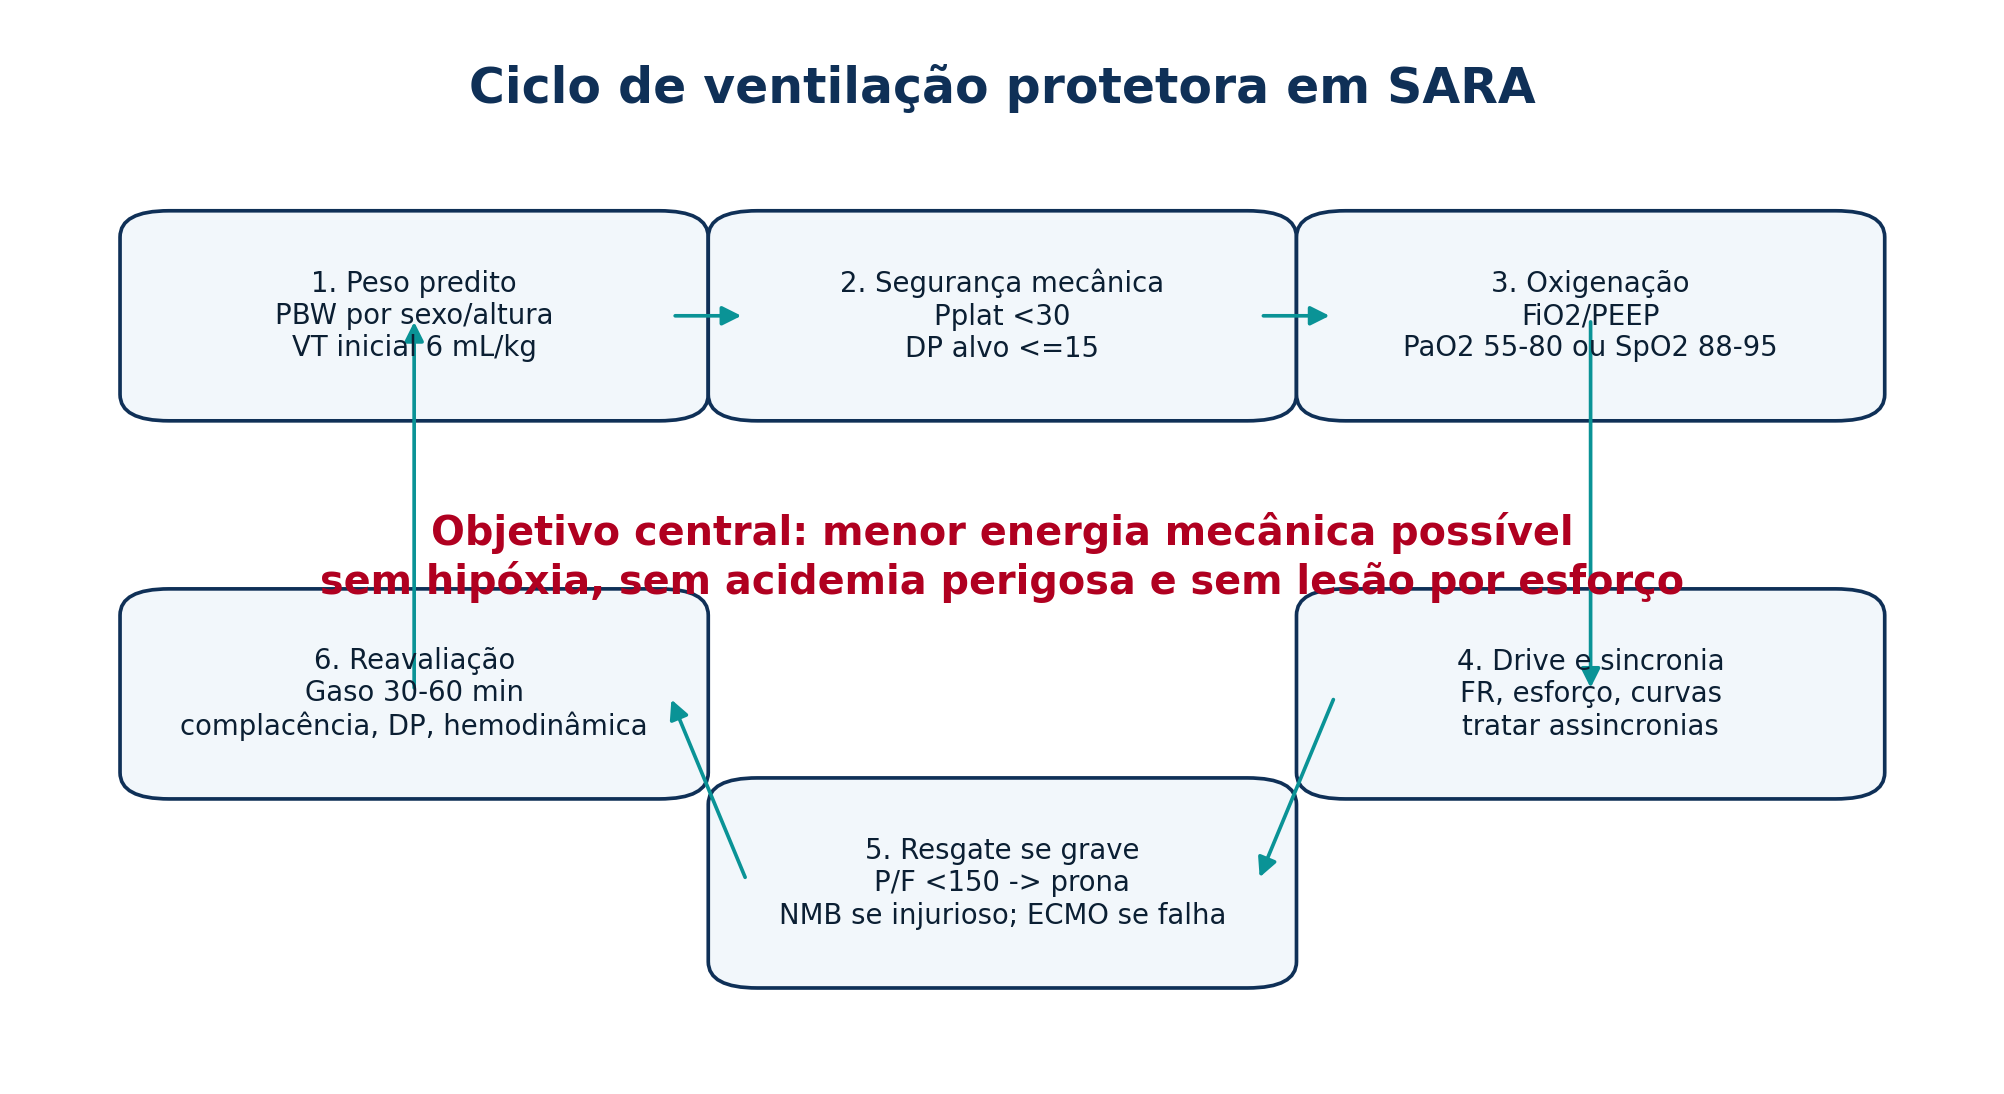 Ciclo de ventilação protetora em SARA
1. Peso predito
PBW por sexo/altura
VT inicial 6 mL/kg
2. Segurança mecânica
Pplat <30
DP alvo <=15
3. Oxigenação
FiO2/PEEP
PaO2 55-80 ou SpO2 88-95
Objetivo central: menor energia mecânica possível
sem hipóxia, sem acidemia perigosa e sem lesão por esforço
4. Drive e sincronia
FR, esforço, curvas
tratar assincronias
5. Resgate se grave
P/F <150 -> prona
NMB se injurioso; ECMO se falha
6. Reavaliação
Gaso 30-60 min
complacência, DP, hemodinâmica